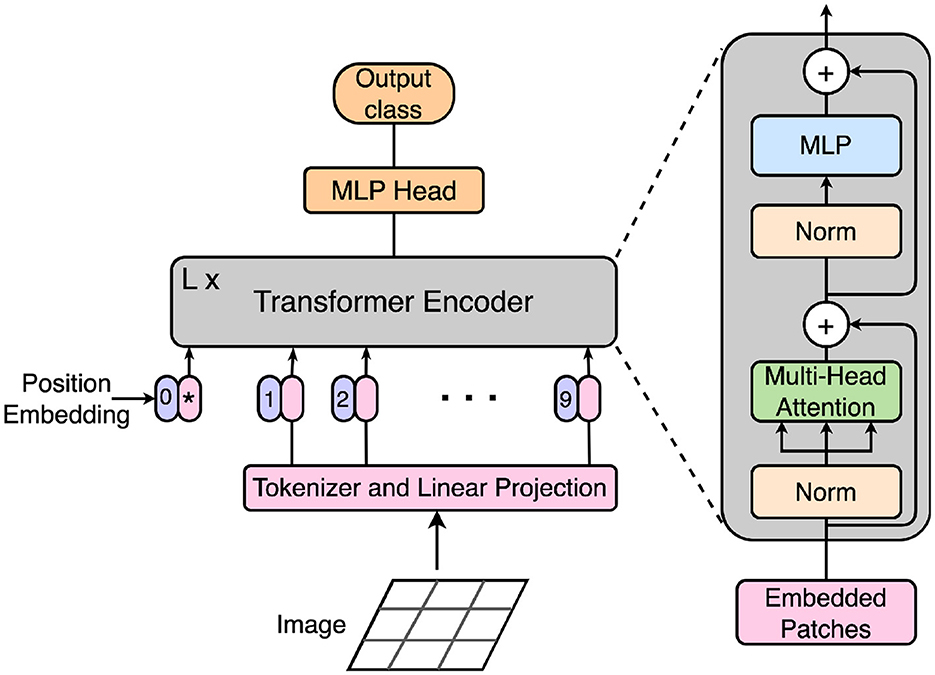 Output
class
MLP Head
L x
Transformer Encoder
Position
Embedding
0 * 1 2 . . . 9
Tokenizer and Linear Projection
Image
+
MLP
Norm
+
Multi-Head
Attention
Norm
Embedded
Patches